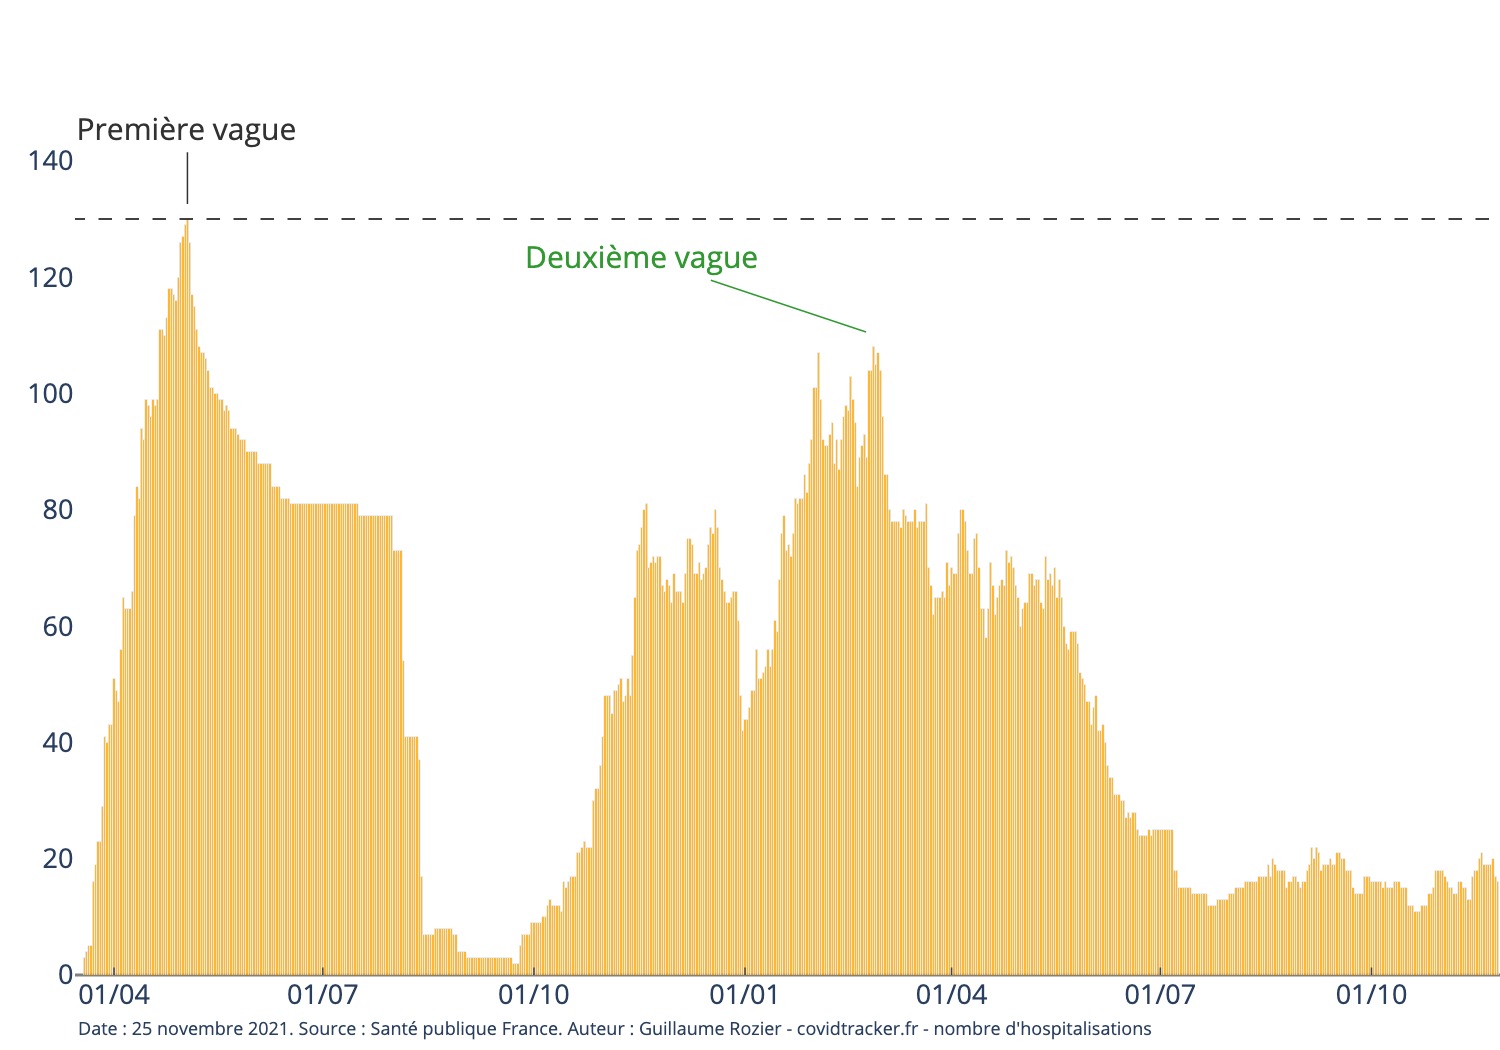 Première vague
140
Deuxième vague
120
100
80
60
40
20
0
01/04 01/07 01/10 01/01 01/04 01/07 01/10
Date : 25 novembre 2021. Source : Santé publique France. Auteur : Guillaume Rozier - covidtracker.fr - nombre d'hospitalisations